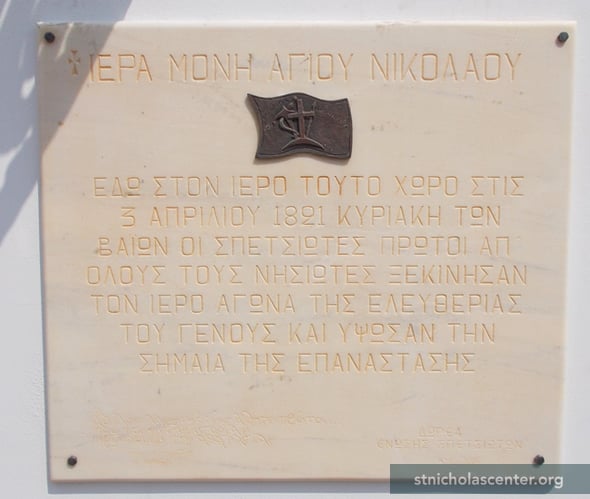 ΙΕΡΑ ΜΟΝΗ ΑΓΙΟΥ ΝΙΚΟΛΑΟΥ
ΕΔΩ ΣΤΟΝ ΙΕΡΟ ΤΟΥΤΟ ΧΩΡΟ ΣΤΙΣ
3 ΑΠΡΙΛΙΟΥ 1821 ΚΥΡΙΑΚΗ ΤΩΝ
ΒΑΙΩΝ ΟΙ ΣΠΕΤΣΙΩΤΕΣ ΠΡΩΤΟΙ ΑΠ'
ΟΛΟΥΣ ΤΟΥΣ ΝΗΣΙΩΤΕΣ ΞΕΚΙΝΗΣΑΝ
ΤΟΝ ΙΕΡΟ ΑΓΩΝΑ ΤΗΣ ΕΛΕΥΘΕΡΙΑΣ
ΤΟΥ ΓΕΝΟΥΣ ΚΑΙ ΥΨΩΣΑΝ ΤΗΝ
ΣΗΜΑΙΑ ΤΗΣ ΕΠΑΝΑΣΤΑΣΗΣ
ΔΩΡΕΑ
ΕΝΩΣΗΣ ΣΠΕΤΣΙΩΤΩΝ
stnicholascenter.org